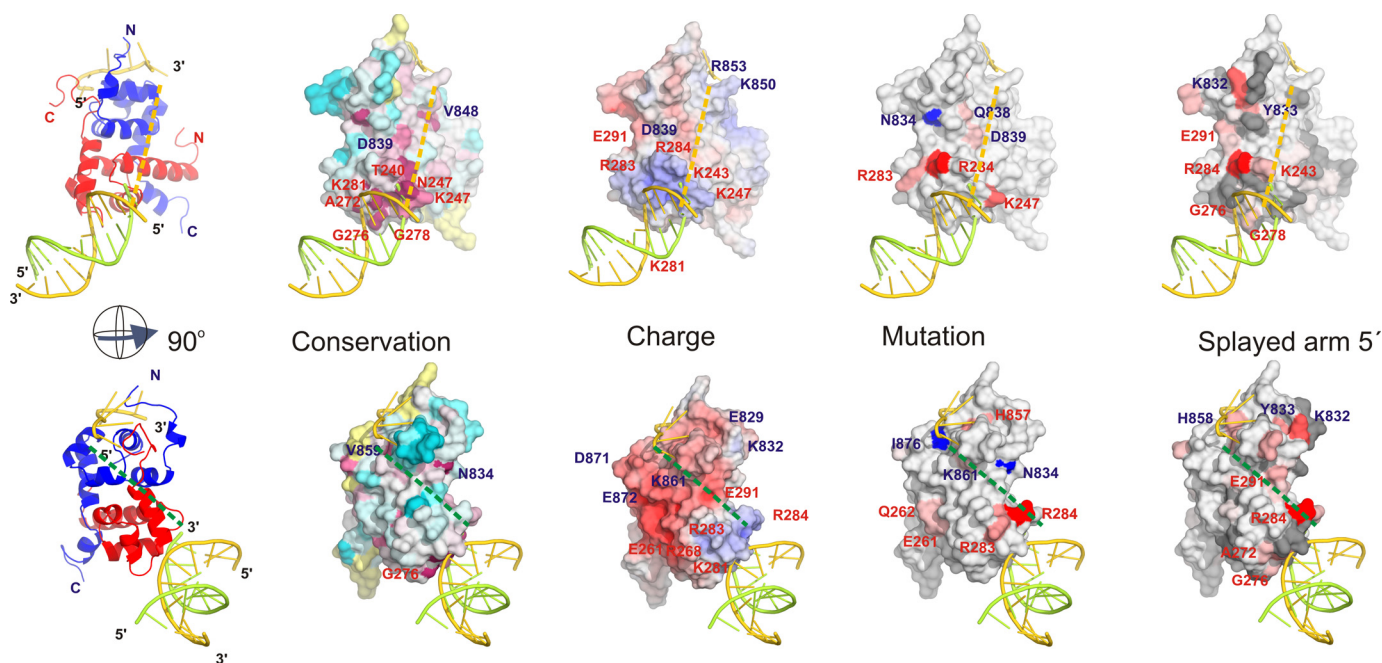 N
3'
5'
C
N
5'
C
5'
3'
V848
D839
T240
K281
N247
A272
K247
G276
G278
R853
K850
E291
D839
R284
R283
K243
K247
K281
N834
Q838
D839
R283
R234
K247
K832
Y833
E291
R284
K243
G276
G278
90°
Conservation
Charge
Mutation
Splayed arm 5´
N
3'
5'
3'
C
5'
5'
3'
V859
N834
G276
E829
K832
D871
K861
E872
E291
R284
R283
E261
K281
H857
I876
K861
N834
Q262
R284
E261
R283
H858
Y833
K832
E291
R284
A272
G276